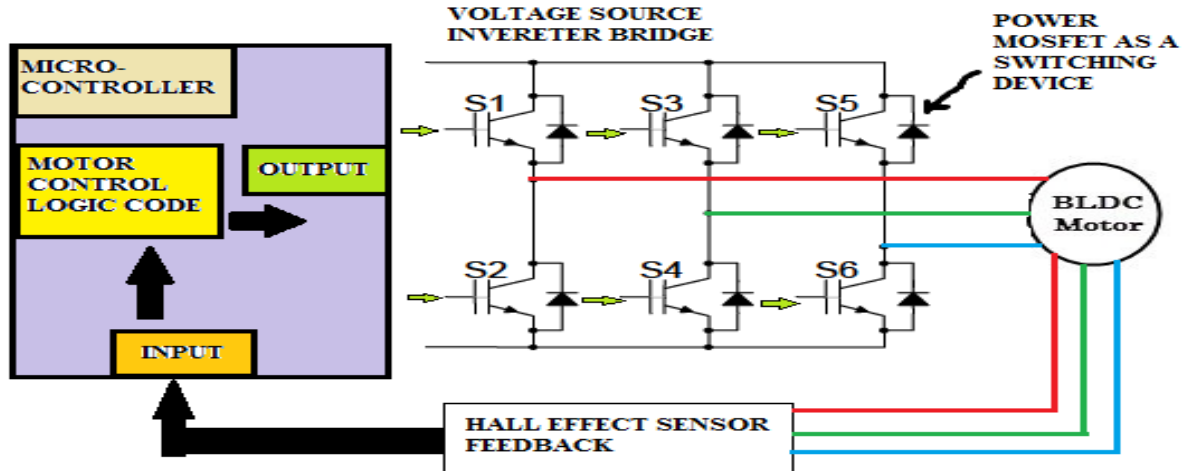 VOLTAGE SOURCE
INVERETER BRIDGE
POWER
MOSFET AS A
SWITCHING
DEVICE
MICRO-
CONTROLLER
MOTOR
CONTROL
LOGIC CODE
OUTPUT
INPUT
S1
S3
S5
S2
S4
S6
BLDC
Motor
HALL EFFECT SENSOR
FEEDBACK